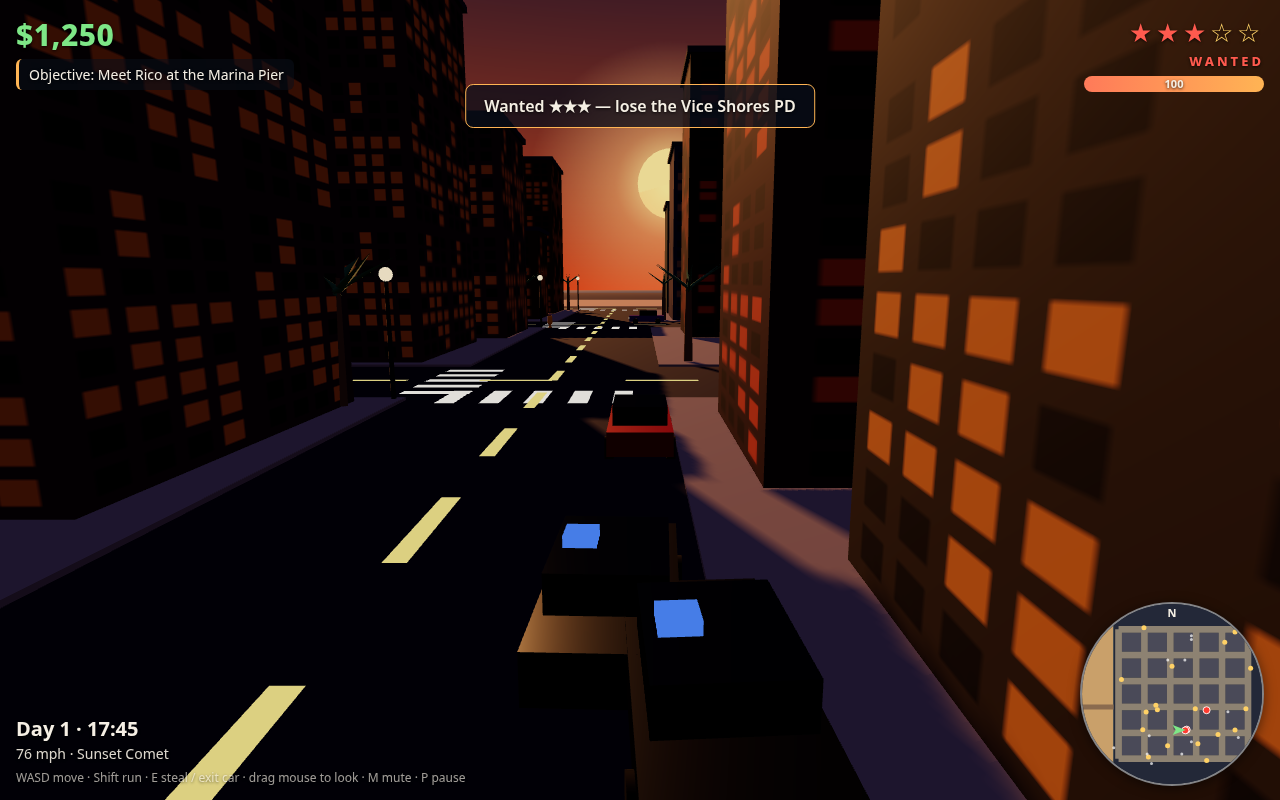 $1,250
Objective: Meet Rico at the Marina Pier
★★★☆☆
WANTED
100
Wanted ★★★ — lose the Vice Shores PD
N
Day 1 · 17:45
76 mph · Sunset Comet
WASD move · Shift run · E steal / exit car · drag mouse to look · M mute · P pause